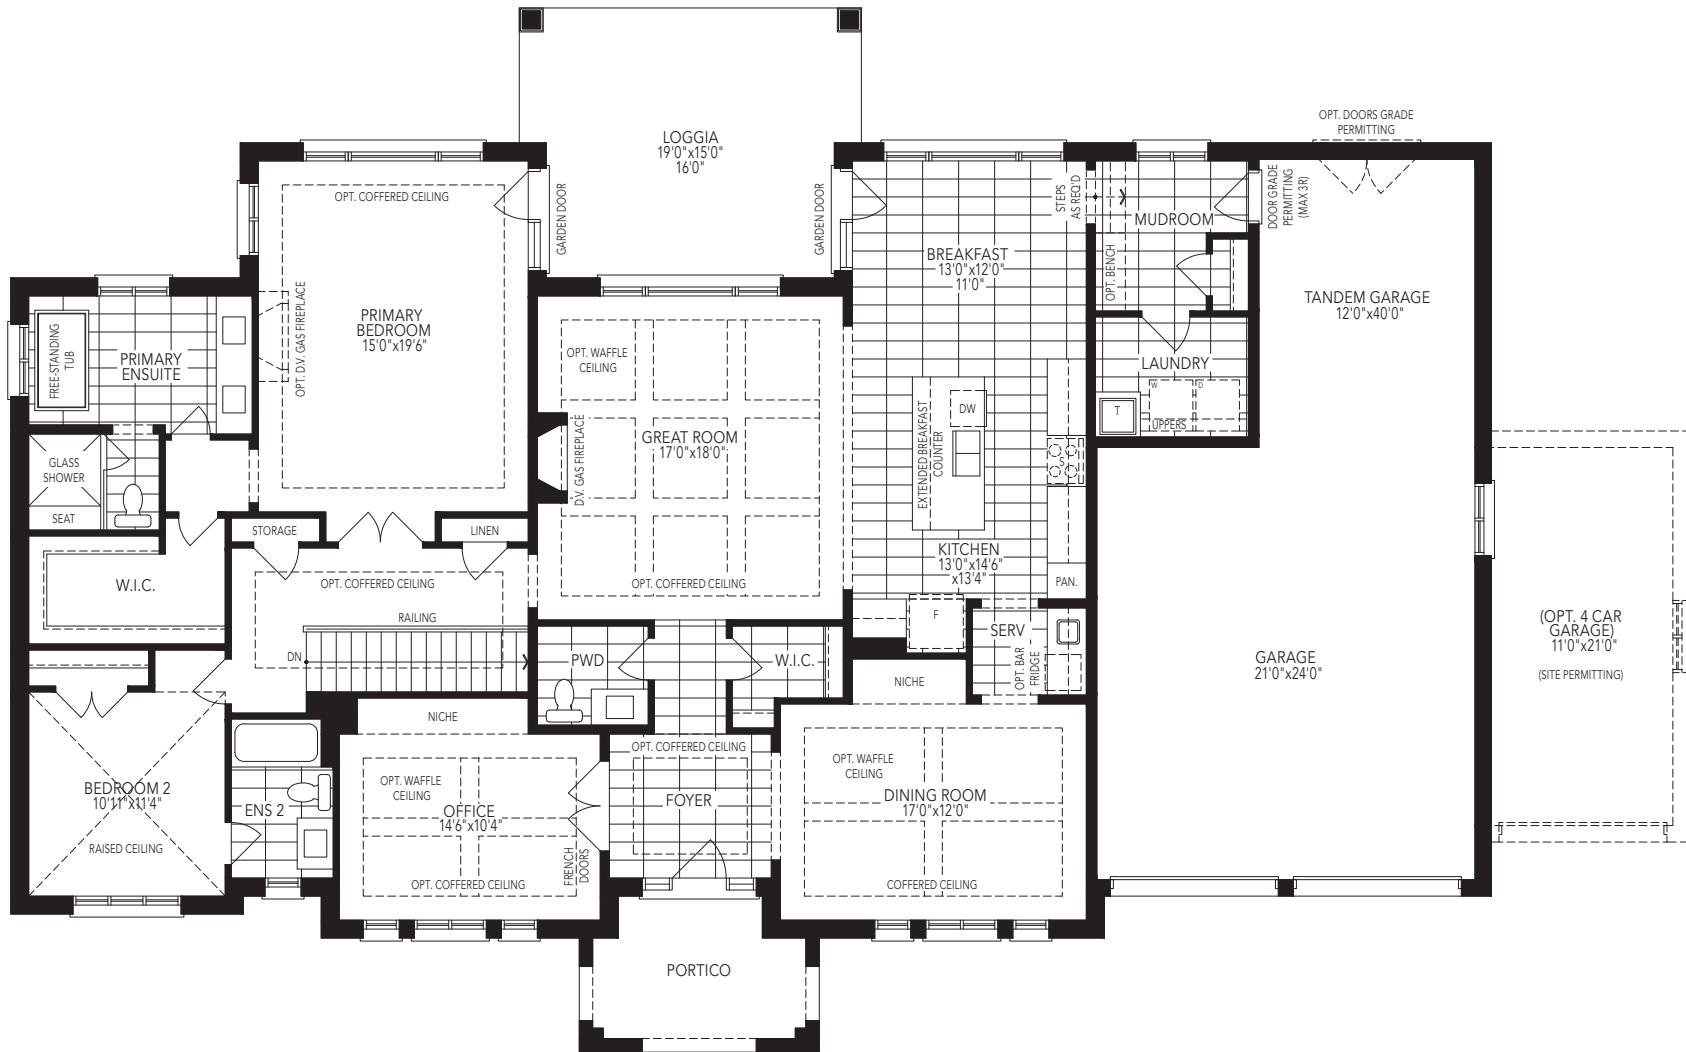 OPT. DOORS GRADE
PERMITTING
LOGGIA
19'0"x15'0"
16'0"
OPT. COFFERED CEILING
GARDEN DOOR
GARDEN DOOR
STEPS
AS REQ'D
MUDROOM
DOOR GRADE
PERMITTING
(MAX 3R)
OPT. BENCH
BREAKFAST
13'0"x12'0"
11'0"
TANDEM GARAGE
12'0"x40'0"
OPT. D.V. GAS FIREPLACE
PRIMARY
BEDROOM
15'0"x19'6"
FREE-STANDING
TUB
PRIMARY
ENSUITE
OPT. WAFFLE
CEILING
LAUNDRY
W
D
T
UPPERS
DW
EXTENDED BREAKFAST
COUNTER
D.V. GAS FIREPLACE
GREAT ROOM
17'0"x18'0"
S
GLASS
SHOWER
SEAT
STORAGE
LINEN
KITCHEN
13'0"x14'6"
x13'4"
PAN.
W.I.C.
OPT. COFFERED CEILING
OPT. COFFERED CEILING
RAILING
F
SERV
OPT. BAR
FRIDGE
(OPT. 4 CAR
GARAGE)
11'0"x21'0"
(SITE PERMITTING)
DN
PWD
W.I.C.
GARAGE
21'0"x24'0"
NICHE
NICHE
OPT. COFFERED CEILING
OPT. WAFFLE
CEILING
OPT. WAFFLE
CEILING
BEDROOM 2
10'11"x11'4"
RAISED CEILING
ENS 2
OFFICE
14'6"x10'4"
FRENCH
DOORS
FOYER
DINING ROOM
17'0"x12'0"
OPT. COFFERED CEILING
COFFERED CEILING
PORTICO